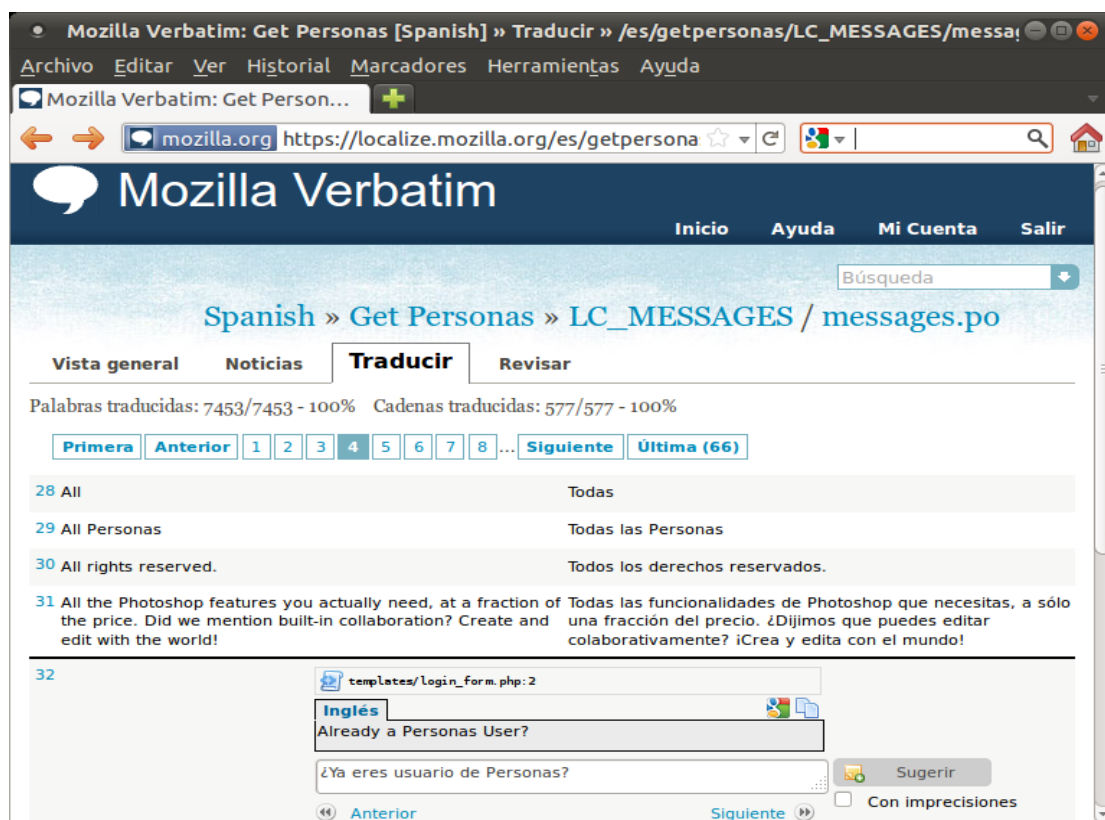 Mozilla Verbatim: Get Personas [Spanish] » Traducir » /es/getpersonas/LC_MESSAGES/messa
Archivo Editar Ver Historial Marcadores Herramientas Ayuda
Mozilla Verbatim: Get Person...
mozilla.org https://localize.mozilla.org/es/getpersona
Mozilla Verbatim
Inicio Ayuda Mi Cuenta Salir
Búsqueda
Spanish » Get Personas » LC_MESSAGES / messages.po
Vista general Noticias Traducir Revisar
Palabras traducidas: 7453/7453 - 100% Cadenas traducidas: 577/577 - 100%
Primera Anterior 1 2 3 4 5 6 7 8 ... Siguiente Última (66)
28 All Todas
29 All Personas Todas las Personas
30 All rights reserved. Todos los derechos reservados.
31 All the Photoshop features you actually need, at a fraction of Todas las funcionalidades de Photoshop que necesitas, a sólo
the price. Did we mention built-in collaboration? Create and una fracción del precio. ¿Dijimos que puedes editar
edit with the world! colaborativamente? ¡Crea y edita con el mundo!
32
templates/login_form.php:2
Inglés
Already a Personas User?
¿Ya eres usuario de Personas?
Sugerir
Con imprecisiones
Anterior Siguiente